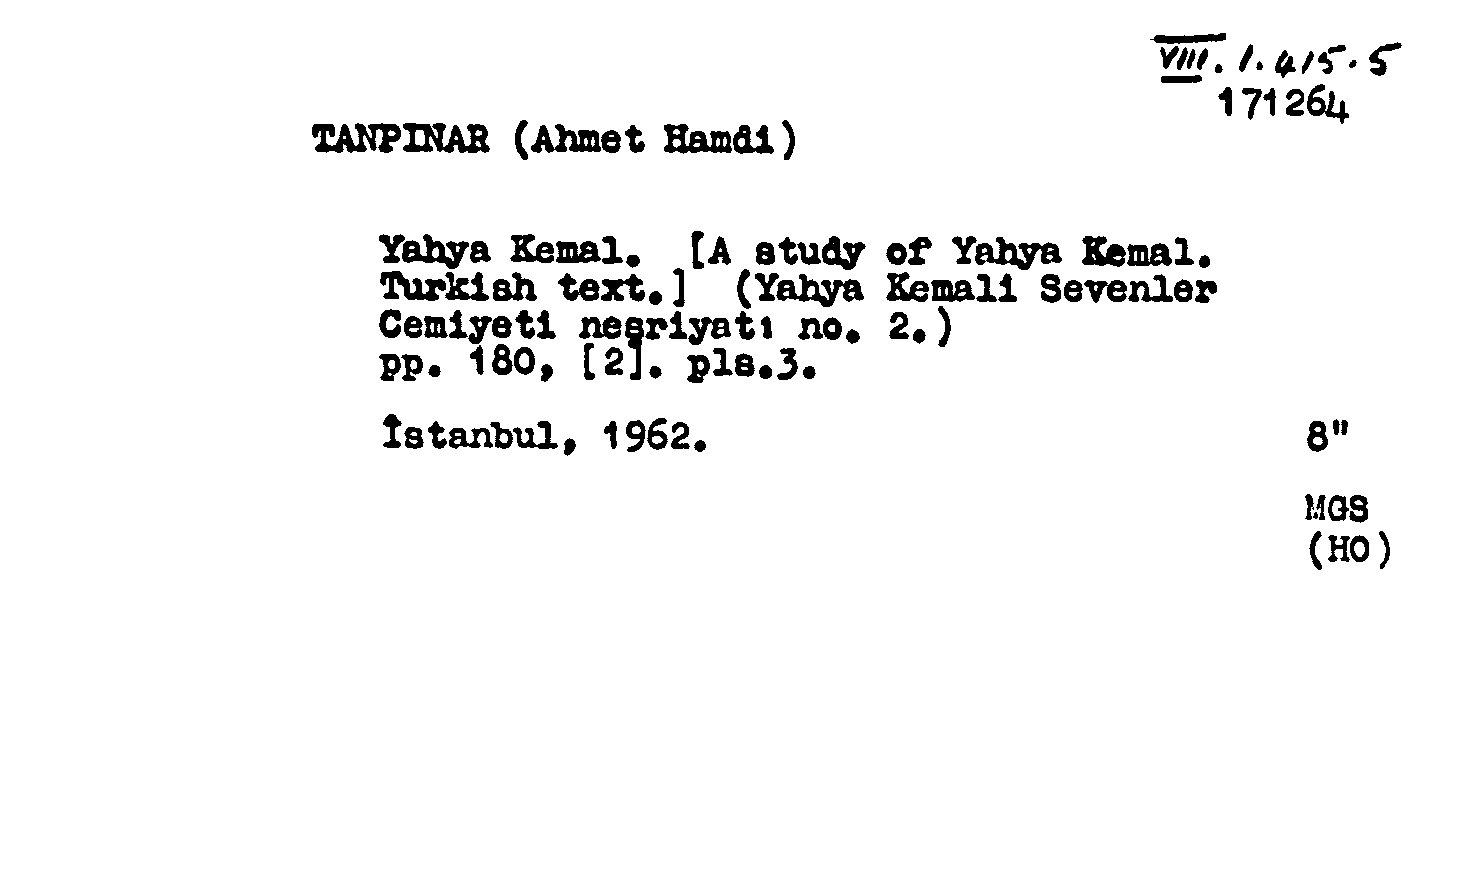 VIII. 1. 415. 5
171264
TANPINAR (Ahmet Hamdi)
Yahya Kemal. [A study of Yahya Kemal.
Turkish text.] (Yahya Kemali Sevenler
Cemiyeti neşriyatı no. 2.)
pp. 180, [2]. pls.3.
İstanbul, 1962. 8"
MGS
(HO)